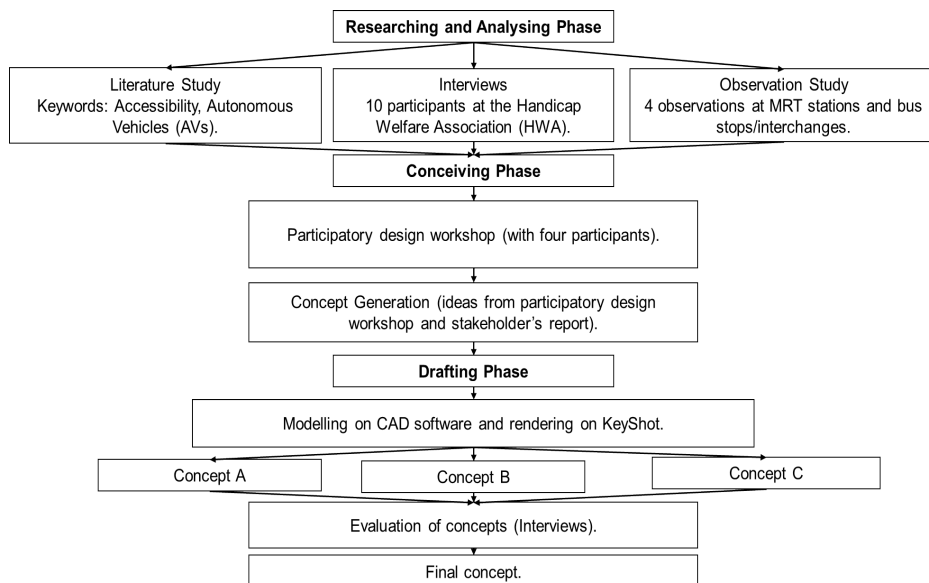 Researching and Analysing Phase
Literature Study
Keywords: Accessibility, Autonomous
Vehicles (AVs).
Interviews
10 participants at the Handicap
Welfare Association (HWA).
Observation Study
4 observations at MRT stations and bus
stops/interchanges.
Conceiving Phase
Participatory design workshop (with four participants).
Concept Generation (ideas from participatory design
workshop and stakeholder's report).
Drafting Phase
Modelling on CAD software and rendering on KeyShot.
Concept A
Concept B
Concept C
Evaluation of concepts (Interviews).
Final concept.